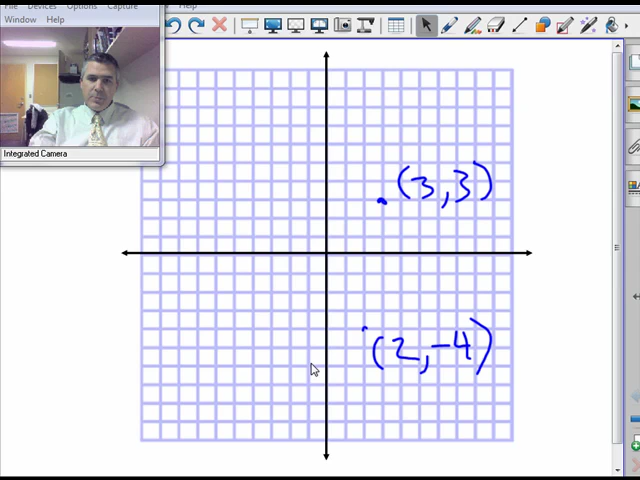 File Devices Options Capture
Window Help
Help
Integrated Camera
(3,3)
(2,-4)